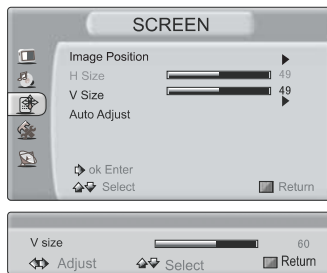 SCREEN
Image Position
H Size 49
V Size 49
Auto Adjust
ok Enter
Select Return
V size 60
Adjust Select Return